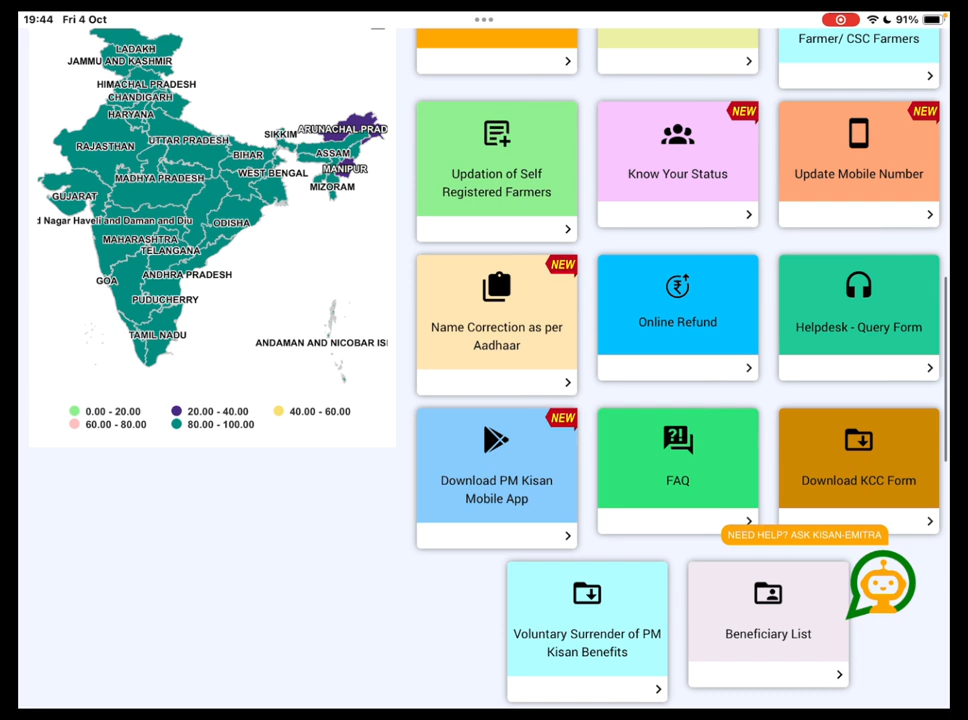 19:44 Fri 4 Oct
91%
LADAKH
JAMMU AND KASHMIR
HIMACHAL PRADESH
CHANDIGARH
HARYANA
SIKKIM
ARUNACHAL PRAD
RAJASTHAN
UTTAR PRADESH
BIHAR
ASSAM
MANIPUR
MADHYA PRADESH
WEST BENGAL
MIZORAM
GUJARAT
d Nagar Haveli and Daman and Diu
ODISHA
MAHARASHTRA
TELANGANA
GOA
ANDHRA PRADESH
PUDUCHERRY
TAMIL NADU
ANDAMAN AND NICOBAR ISI
0.00 - 20.00
20.00 - 40.00
40.00 - 60.00
60.00 - 80.00
80.00 - 100.00
Farmer/ CSC Farmers
Updation of Self
Registered Farmers
NEW
Know Your Status
NEW
Update Mobile Number
NEW
Name Correction as per
Aadhaar
Online Refund
Helpdesk - Query Form
NEW
Download PM Kisan
Mobile App
?!
FAQ
Download KCC Form
NEED HELP? ASK KISAN-EMITRA
Voluntary Surrender of PM
Kisan Benefits
Beneficiary List